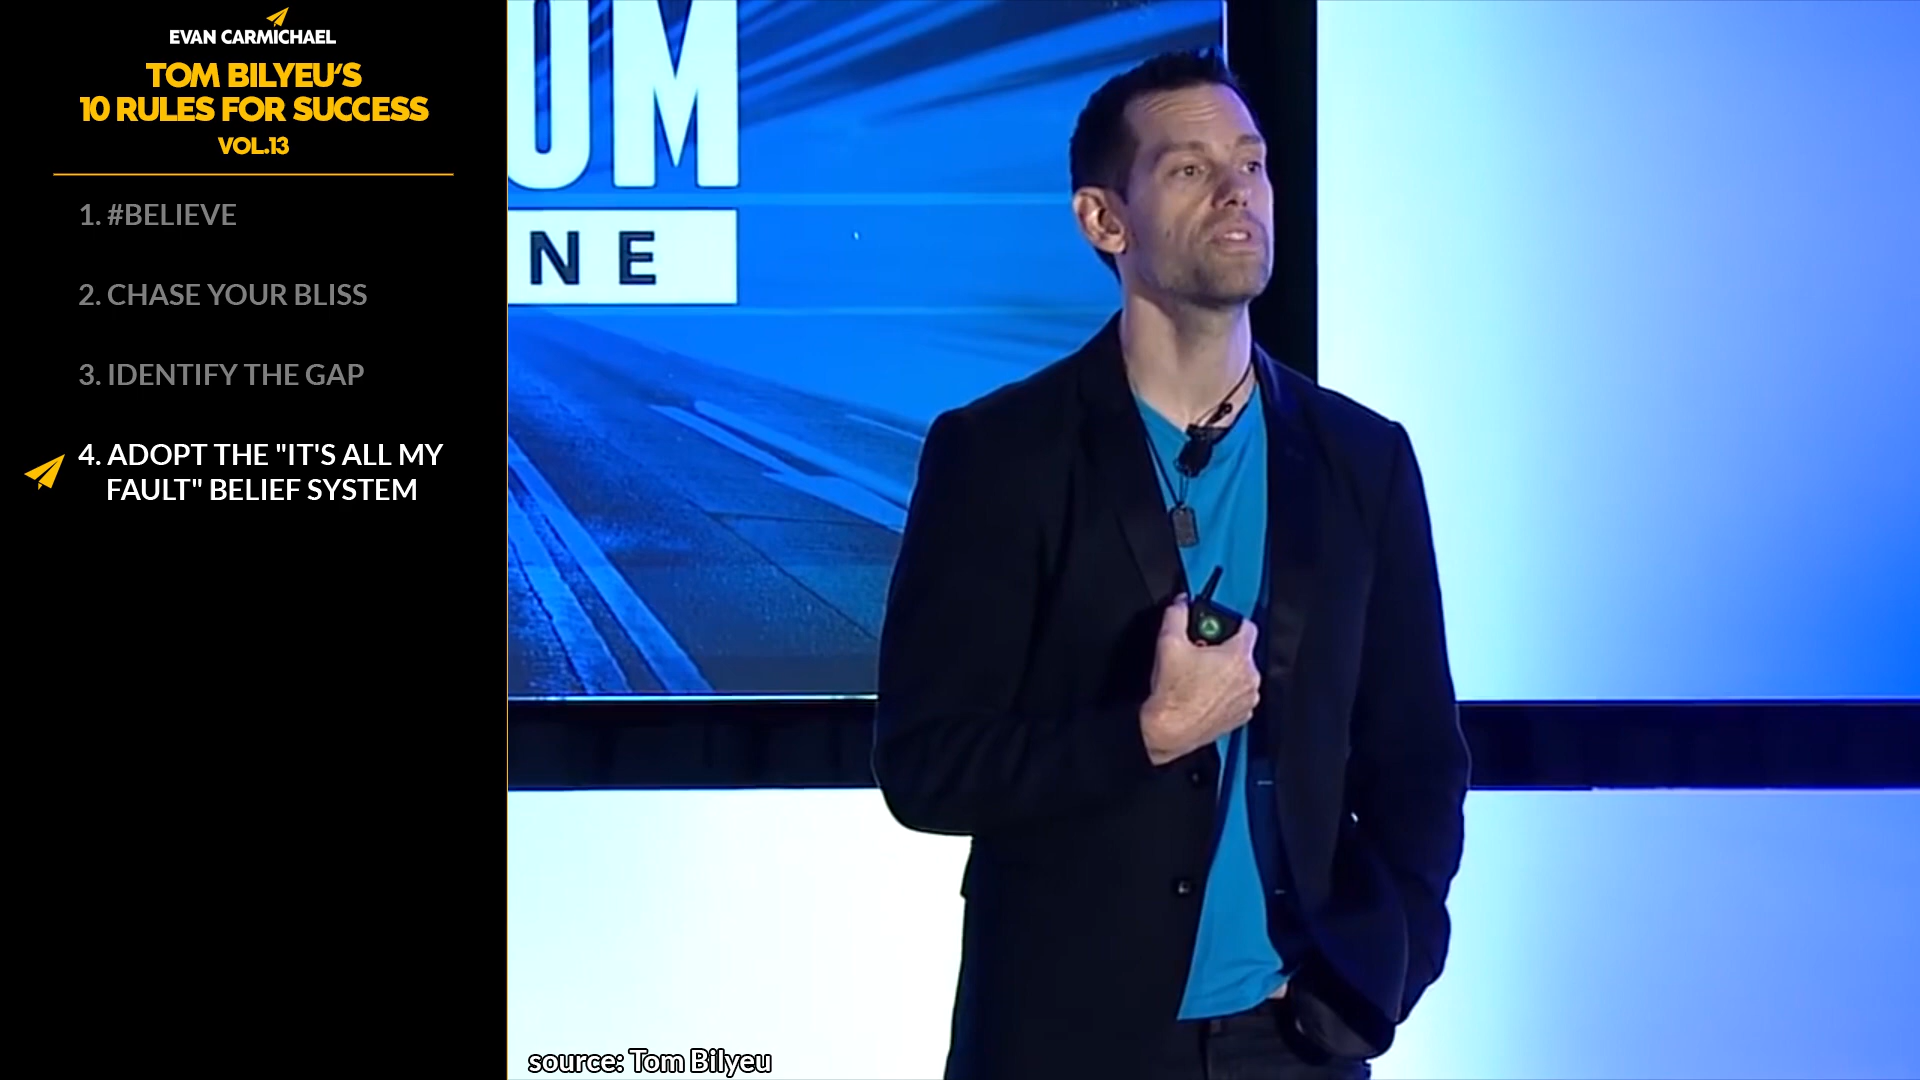 EVAN CARMICHAEL
TOM BILYEU'S
10 RULES FOR SUCCESS
VOL.13
1. #BELIEVE
2. CHASE YOUR BLISS
3. IDENTIFY THE GAP
4. ADOPT THE "IT'S ALL MY
FAULT" BELIEF SYSTEM
OM
NE
source: Tom Bilyeu